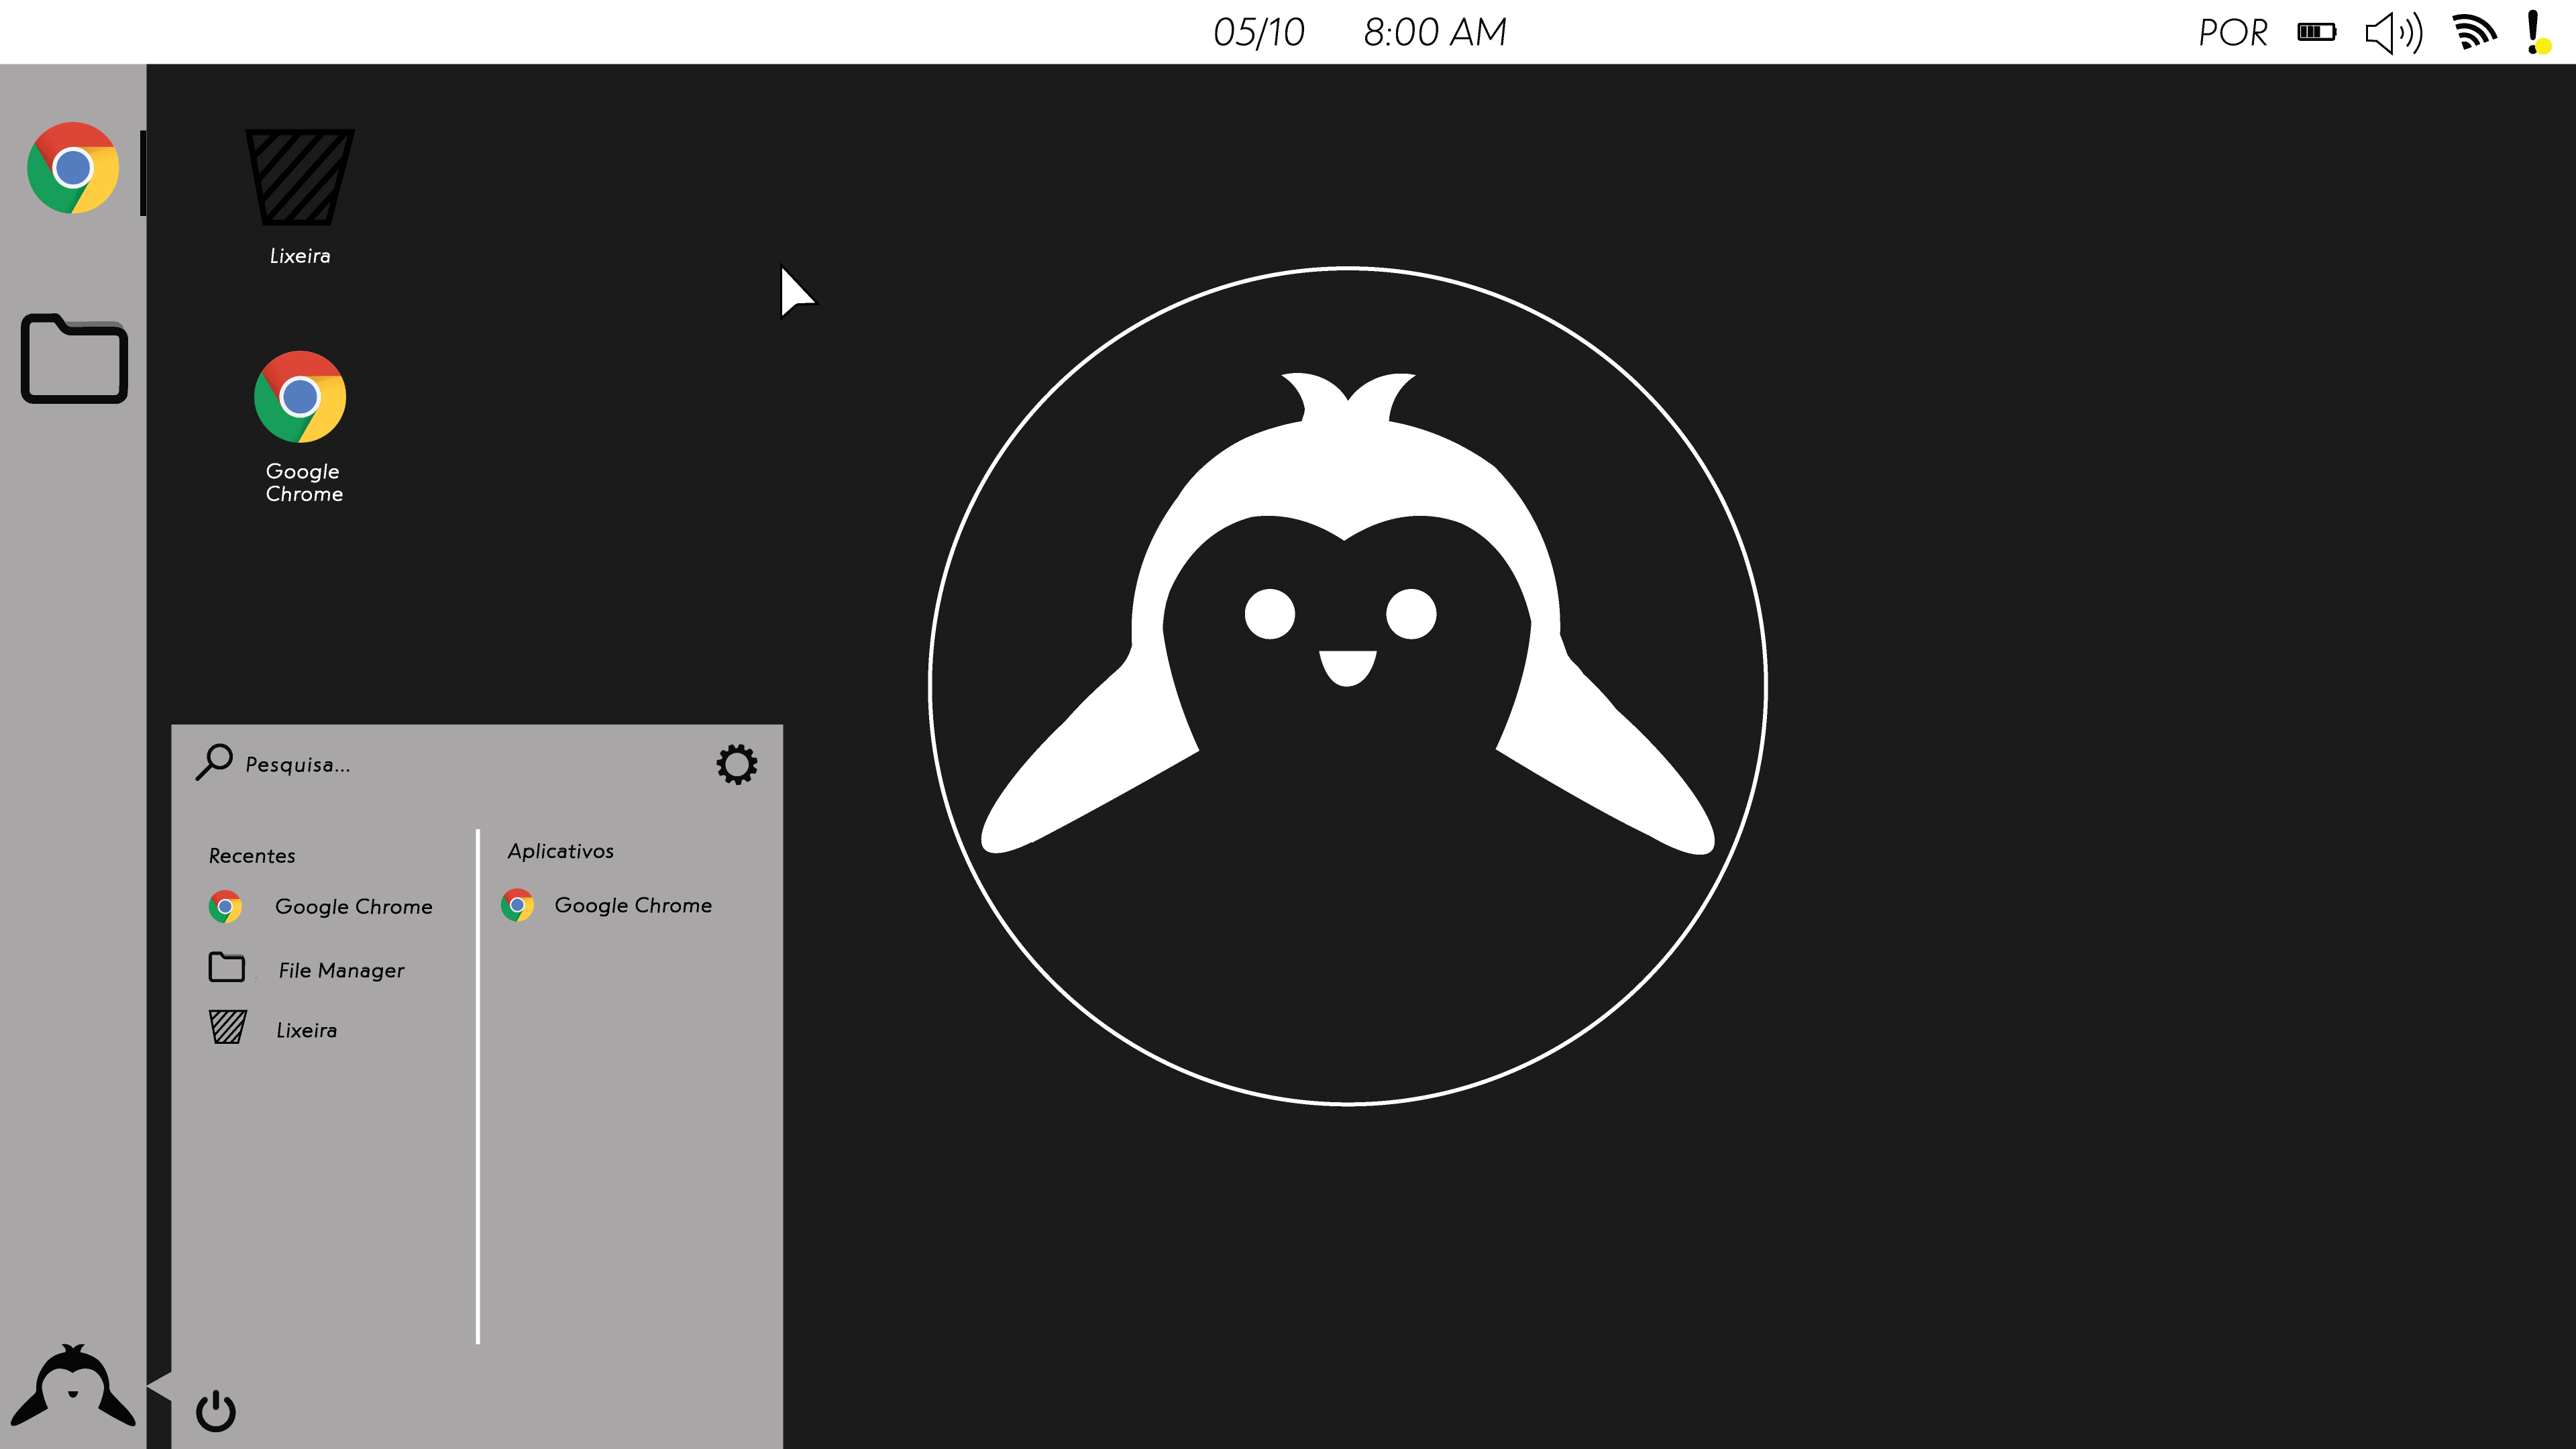 05/10 8:00 AM POR
Lixeira
Google
Chrome
Pesquisa...
Recentes
Google Chrome
File Manager
Lixeira
Aplicativos
Google Chrome